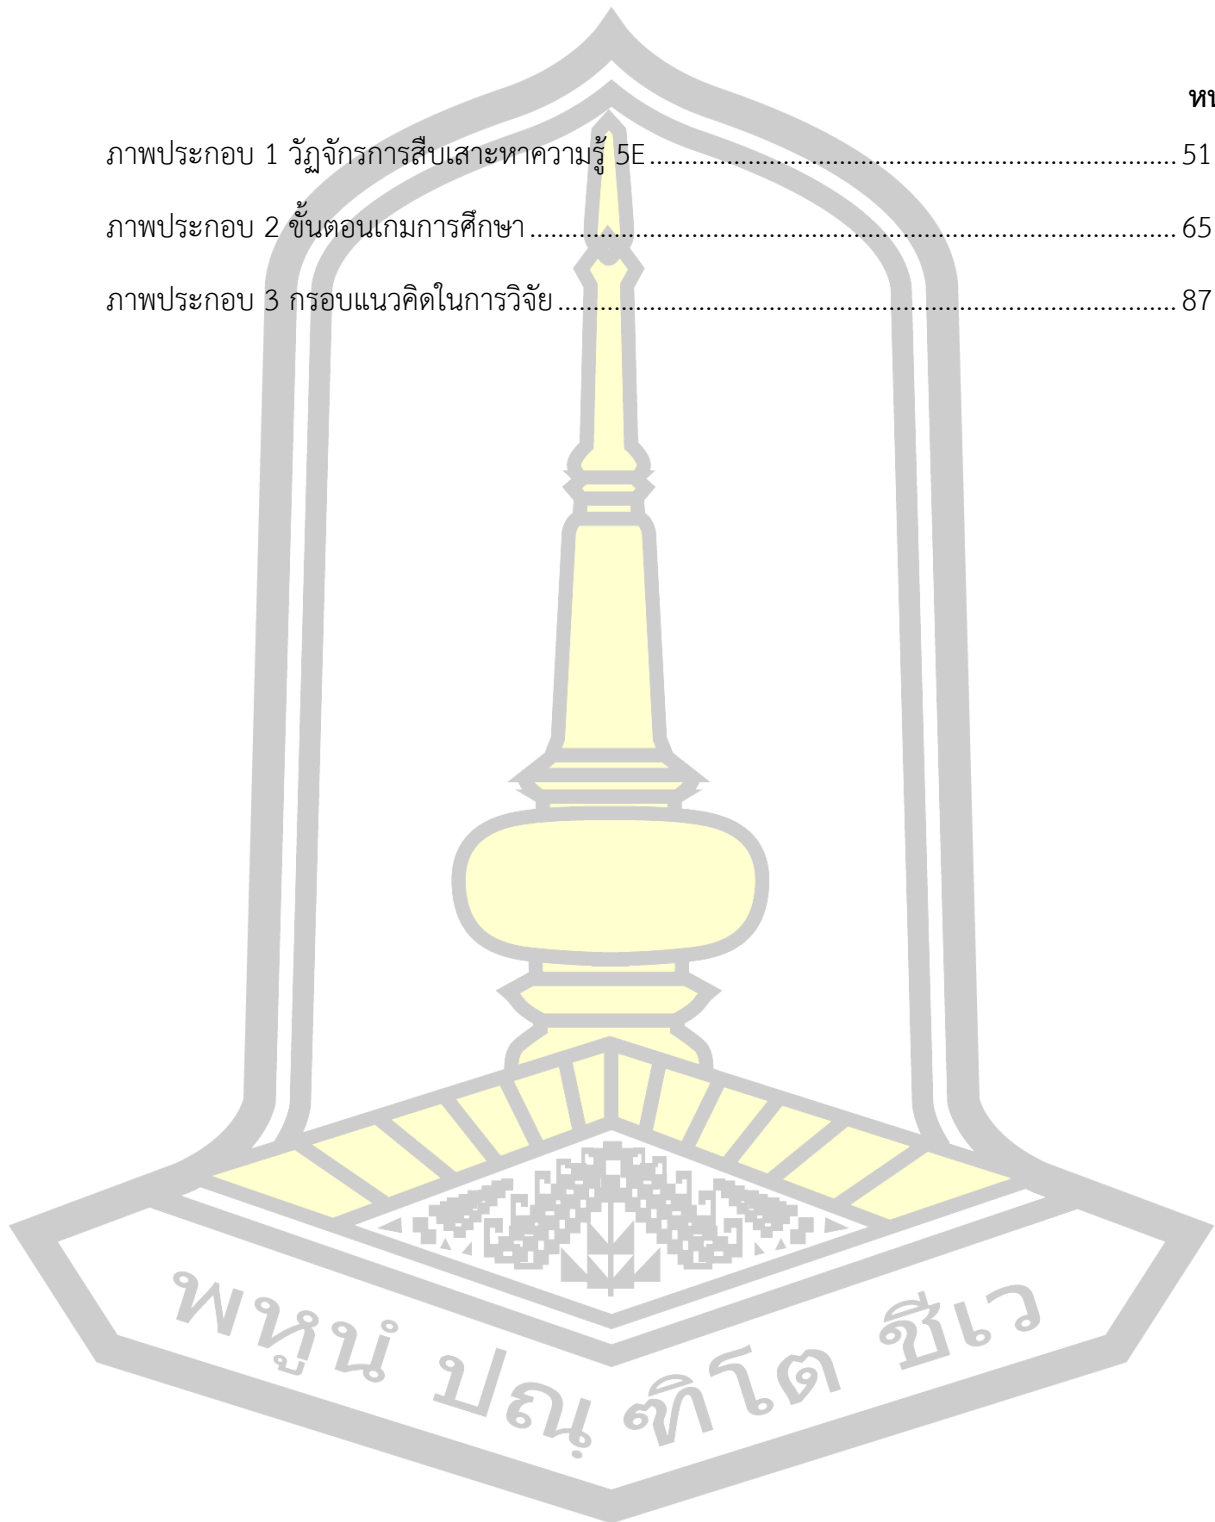 ภาพประกอบ 1 วัฏจักรการสืบเสาะหาความรู้ 5E........................................................................ 51
ภาพประกอบ 2 ขั้นตอนเกมการศึกษา........................................................................................ 65
ภาพประกอบ 3 กรอบแนวคิดในการวิจัย.................................................................................... 87
พหูนํ ปณฺฑิโต ชีเว